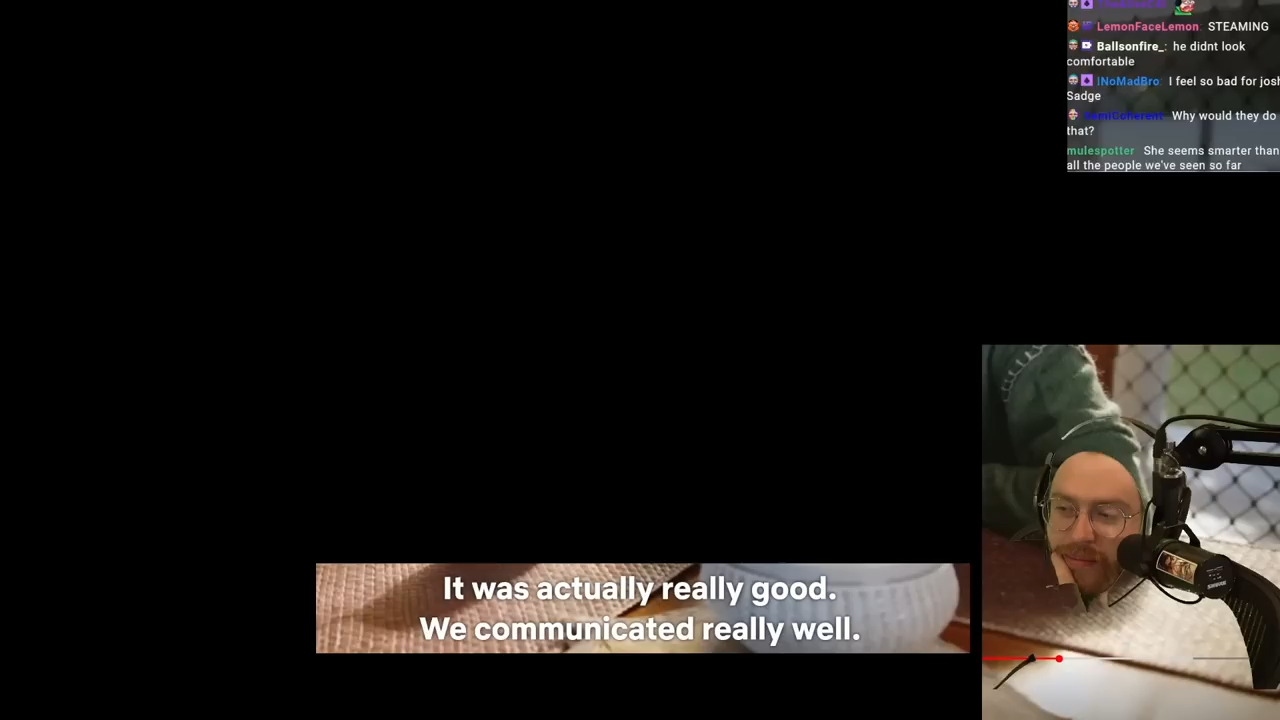 LemonFaceLemon: STEAMING
Ballsonfire_: he didnt look
comfortable
INoMadBro I feel so bad for josh
Sadge
Why would they do
that?
mulespotter She seems smarter than
all the people we've seen so far
It was actually really good.
We communicated really well.